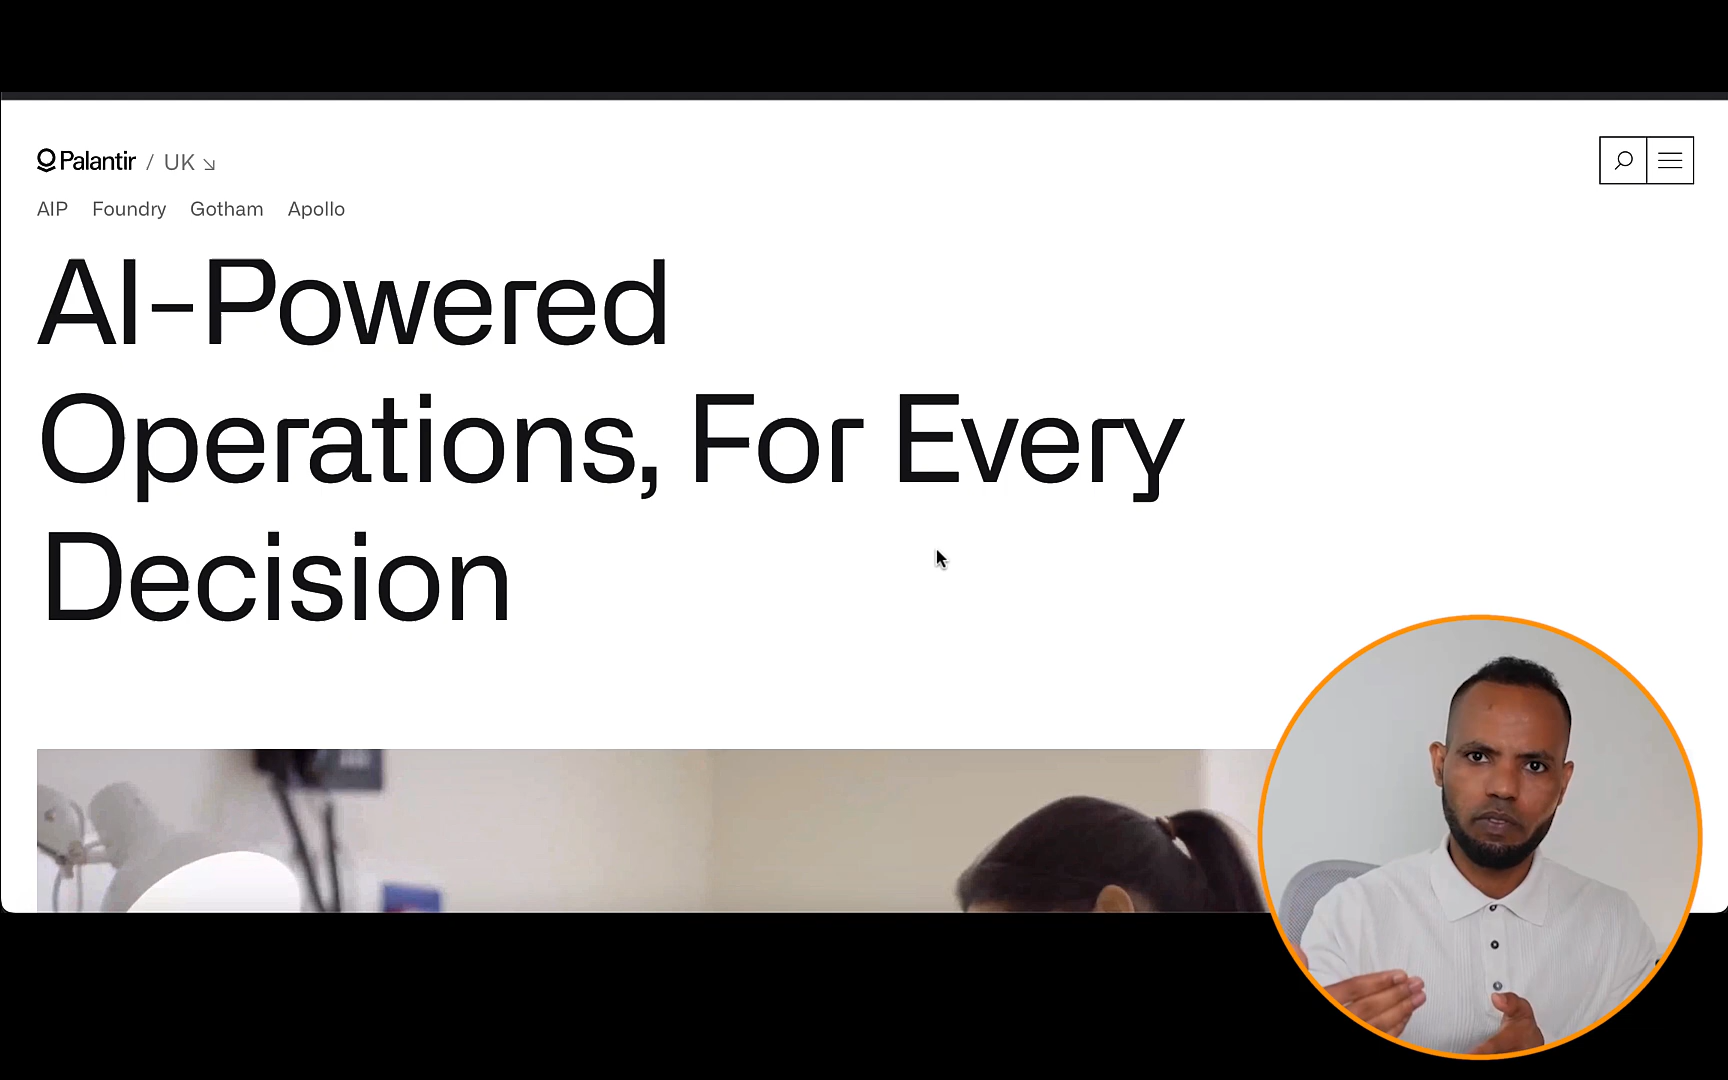 Palantir / UK ↘
AIP Foundry Gotham Apollo
AI-Powered
Operations, For Every
Decision